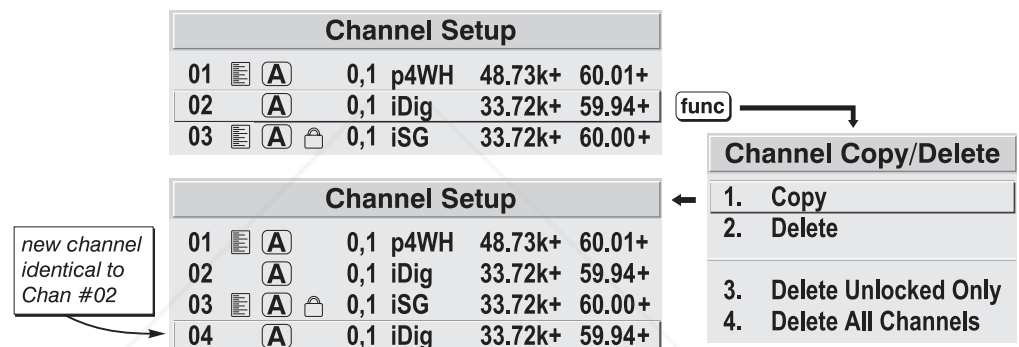 Channel Setup
01 A 0,1 p4WH 48.73k+ 60.01+
02 A 0,1 iDig 33.72k+ 59.94+
03 A 0,1 iSG 33.72k+ 60.00+
func
Channel Copy/Delete
1. Copy
2. Delete
3. Delete Unlocked Only
4. Delete All Channels
Channel Setup
01 A 0,1 p4WH 48.73k+ 60.01+
02 A 0,1 iDig 33.72k+ 59.94+
03 A 0,1 iSG 33.72k+ 60.00+
04 A 0,1 iDig 33.72k+ 59.94+
new channel
identical to
Chan #02